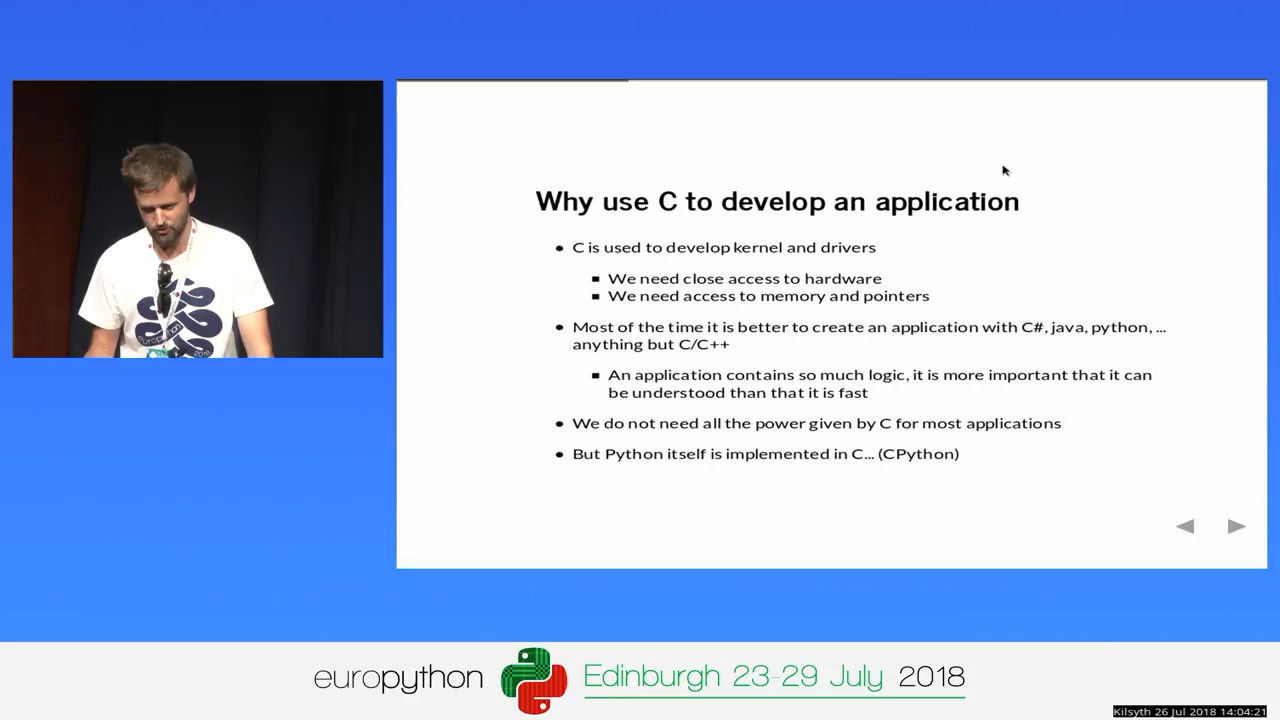 Why use C to develop an application
• C is used to develop kernel and drivers
▪ We need close access to hardware
▪ We need access to memory and pointers
• Most of the time it is better to create an application with C#, java, python, ...
anything but C/C++
▪ An application contains so much logic, it is more important that it can
be understood than that it is fast
• We do not need all the power given by C for most applications
• But Python itself is implemented in C... (CPython)
europython
2018
europython Edinburgh 23-29 July 2018
Kilsyth 26 Jul 2018 14:04:21